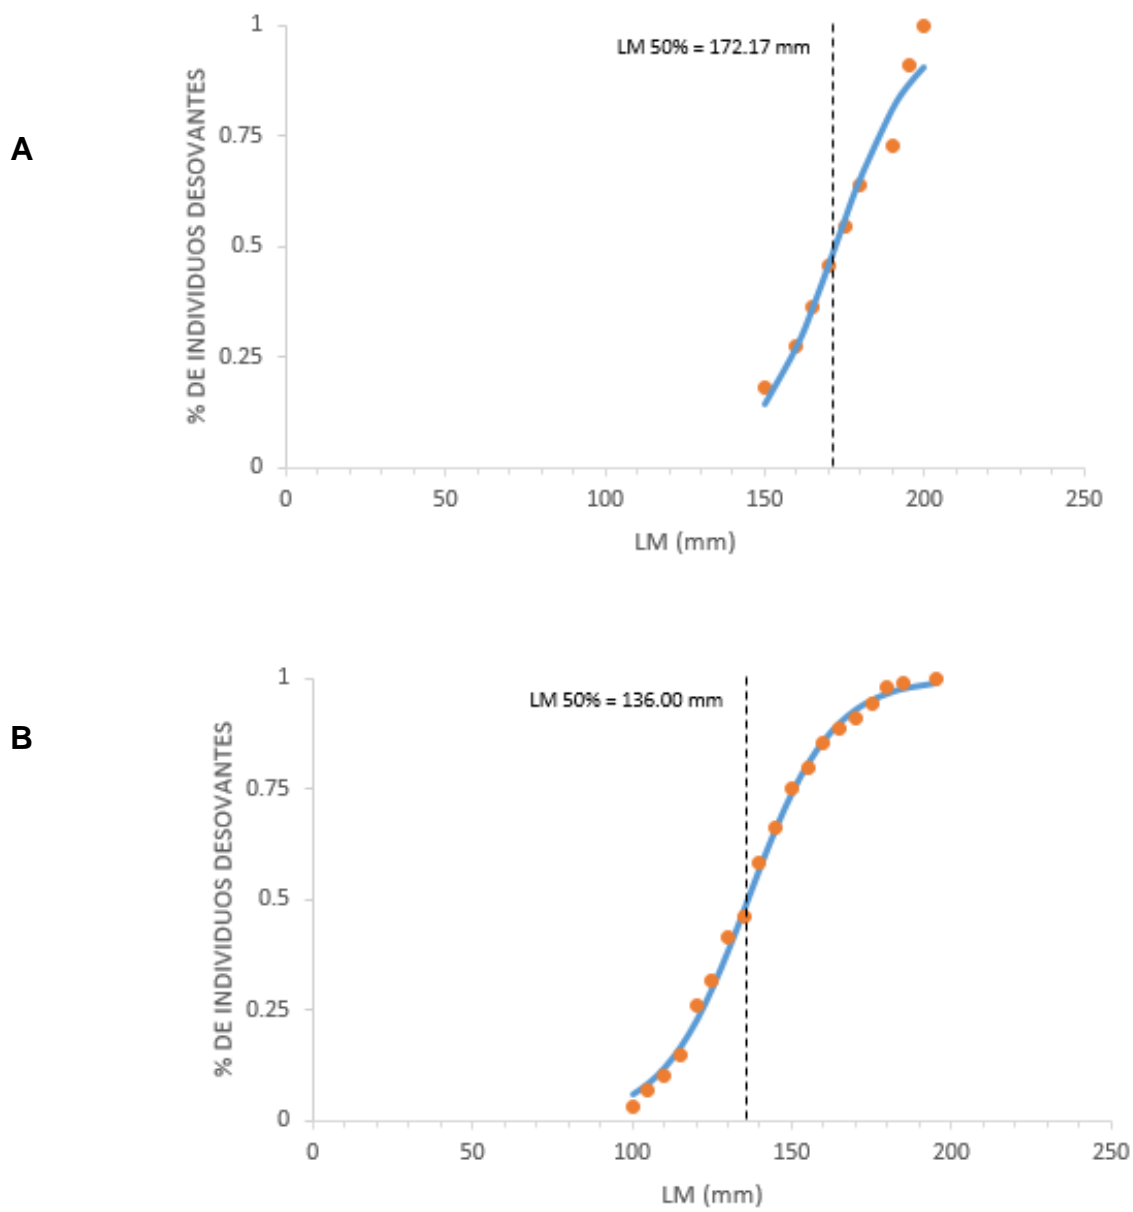 A
% DE INDIVIDUOS DESOVANTES
1
0.75
0.5
0.25
0
LM 50% = 172.17 mm
0 50 100 150 200 250
LM (mm)
B
% DE INDIVIDUOS DESOVANTES
1
0.75
0.5
0.25
0
LM 50% = 136.00 mm
0 50 100 150 200 250
LM (mm)